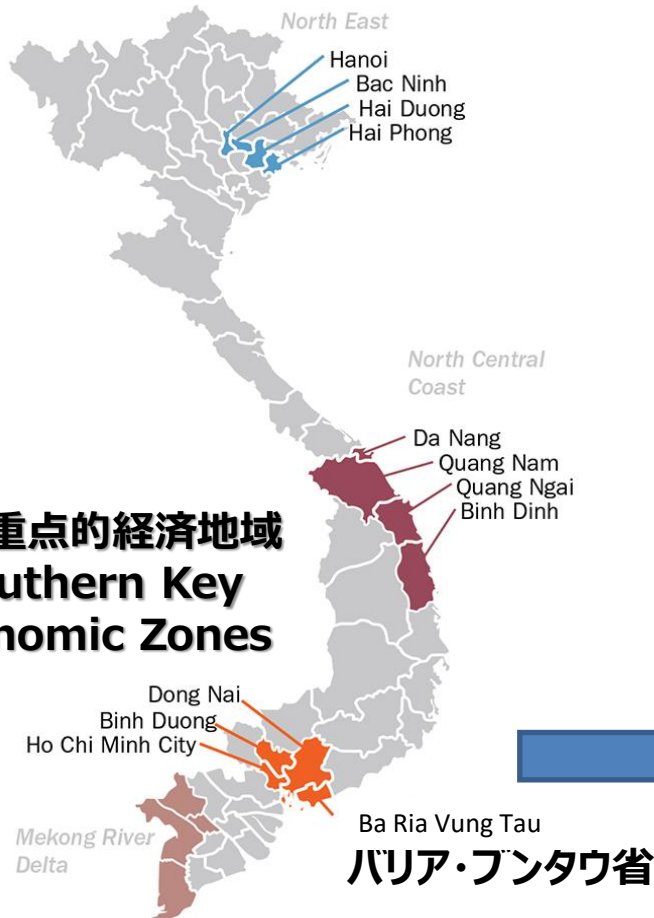 North East
Hanoi
Bac Ninh
Hai Duong
Hai Phong
North Central
Coast
Da Nang
Quang Nam
Quang Ngai
Binh Dinh
重点的経済地域
uthern Key
nomic Zones
Dong Nai
Binh Duong
Ho Chi Minh City
Mekong River
Delta
Ba Ria Vung Tau
バリア・ブンタウ省